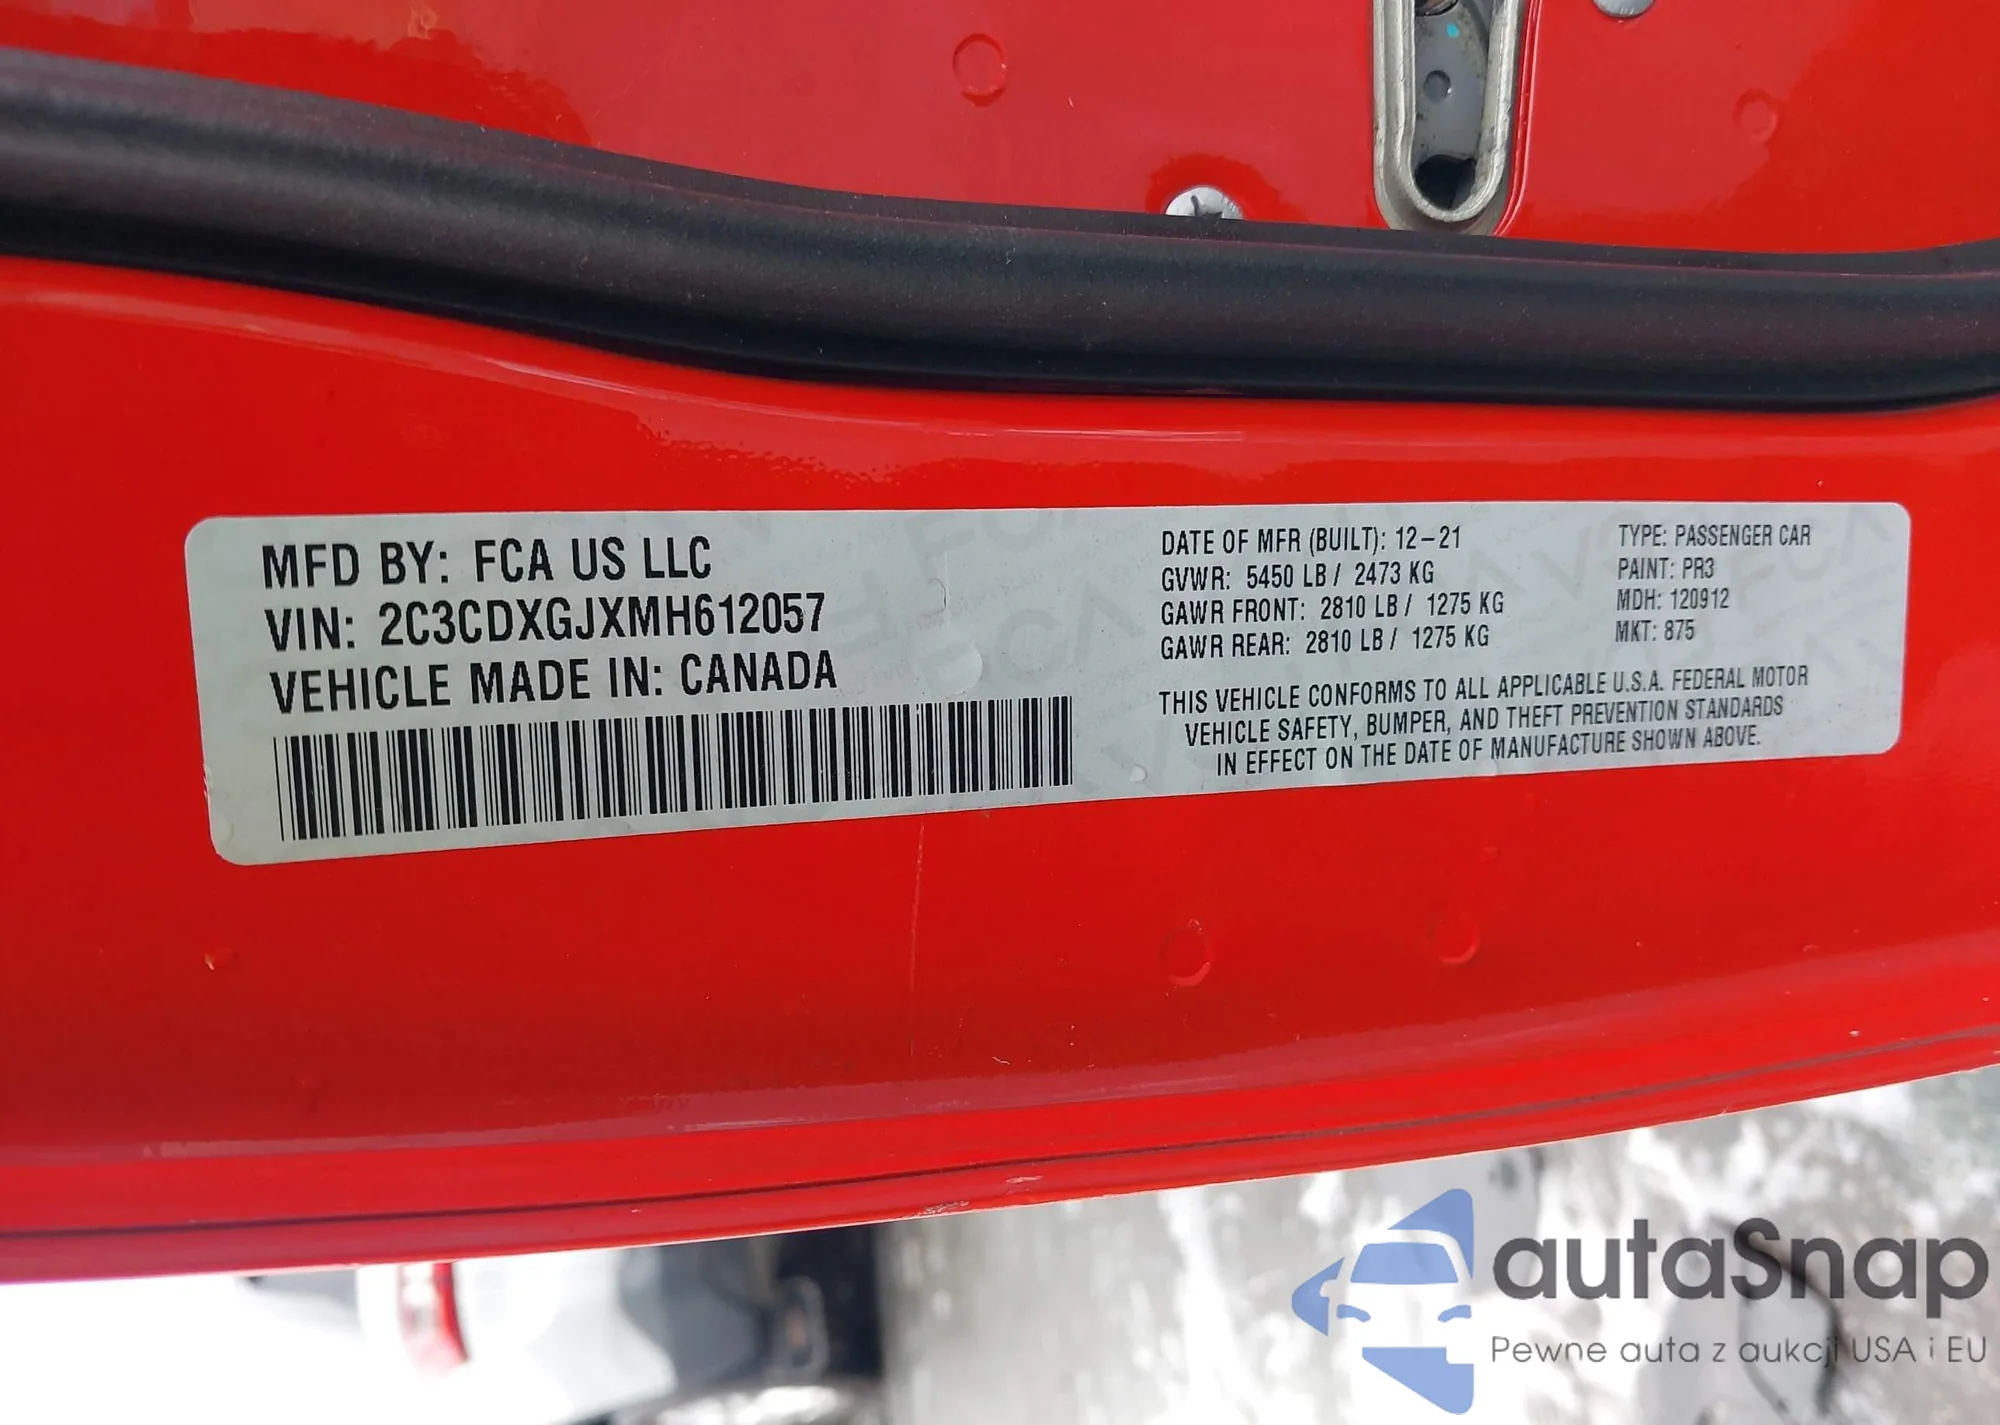 MFD BY: FCA US LLC
VIN: 2C3CDXGJXMH612057
VEHICLE MADE IN: CANADA
DATE OF MFR (BUILT): 12-21
GVWR: 5450 LB / 2473 KG
GAWR FRONT: 2810 LB / 1275 KG
GAWR REAR: 2810 LB / 1275 KG
TYPE: PASSENGER CAR
PAINT: PR3
MDH: 120912
MKT: 875
THIS VEHICLE CONFORMS TO ALL APPLICABLE U.S.A. FEDERAL MOTOR
VEHICLE SAFETY, BUMPER, AND THEFT PREVENTION STANDARDS
IN EFFECT ON THE DATE OF MANUFACTURE SHOWN ABOVE.
autaSnap
Pewne auta z aukcji USA i EU